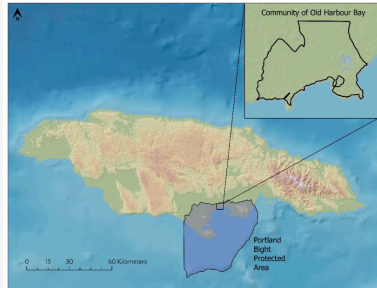 N
Community of Old Harbour Bay
Portland
Bight
Protected
Area
0 15 30 60 Kilometers